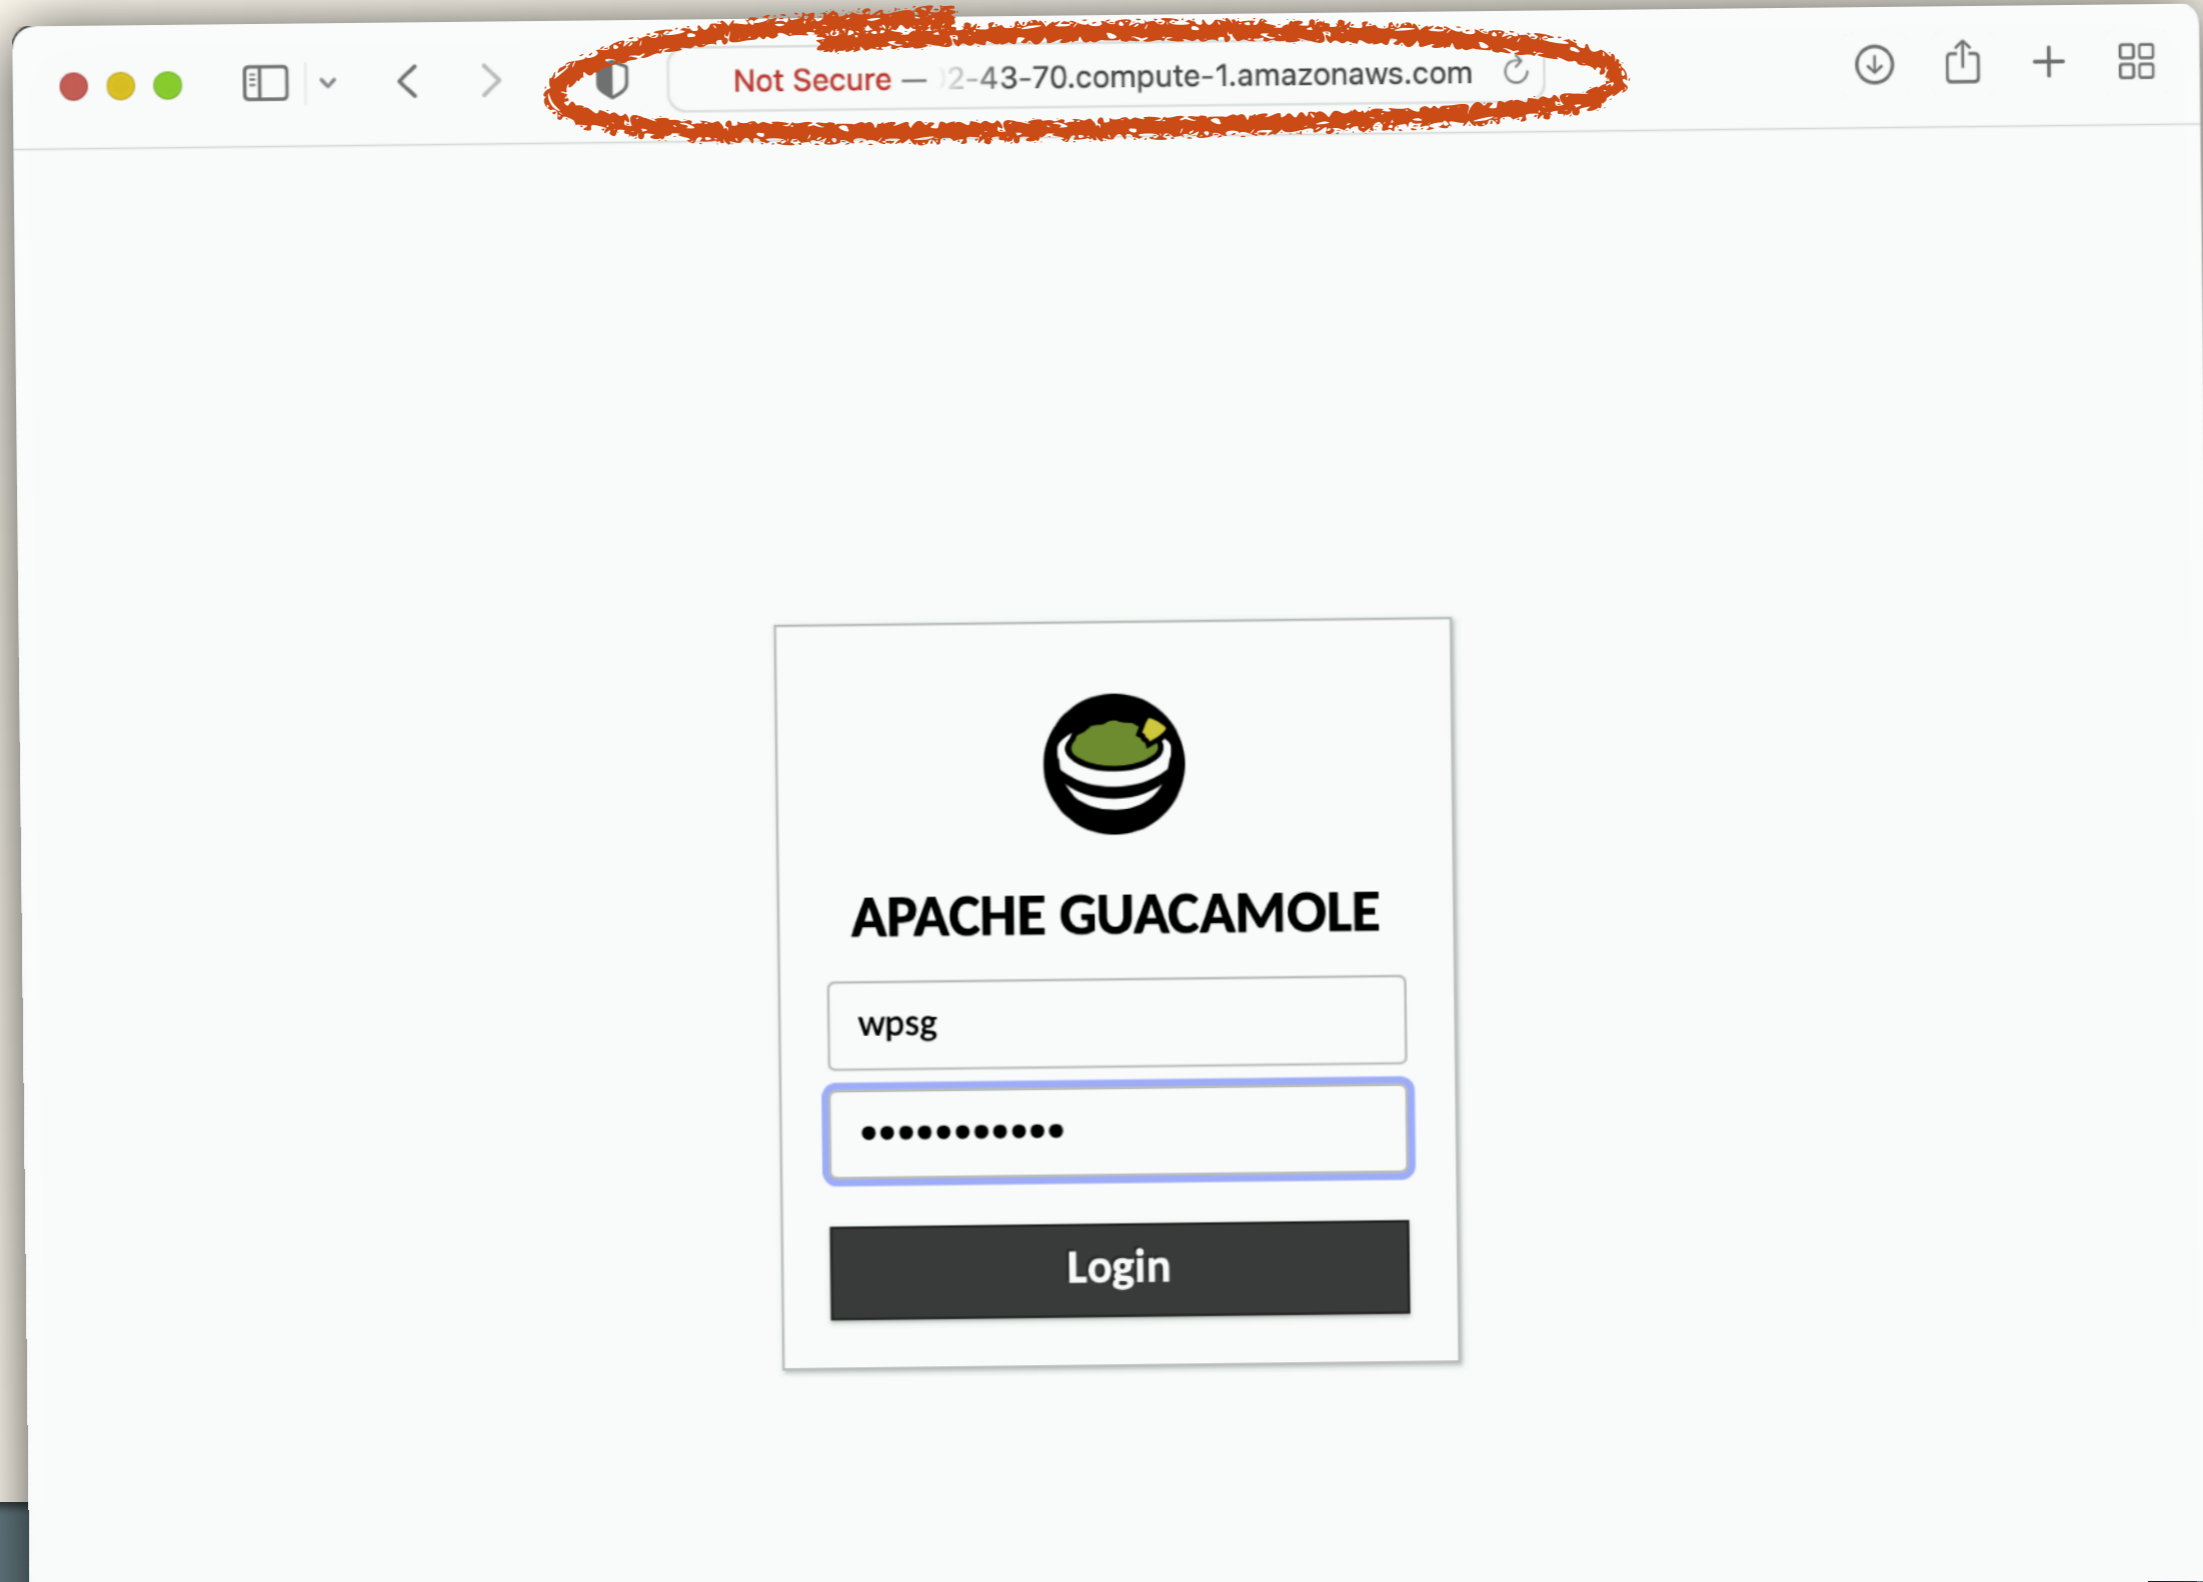 Not Secure — 2-43-70.compute-1.amazonaws.com
APACHE GUACAMOLE
wpsg
•••••••••••
Login